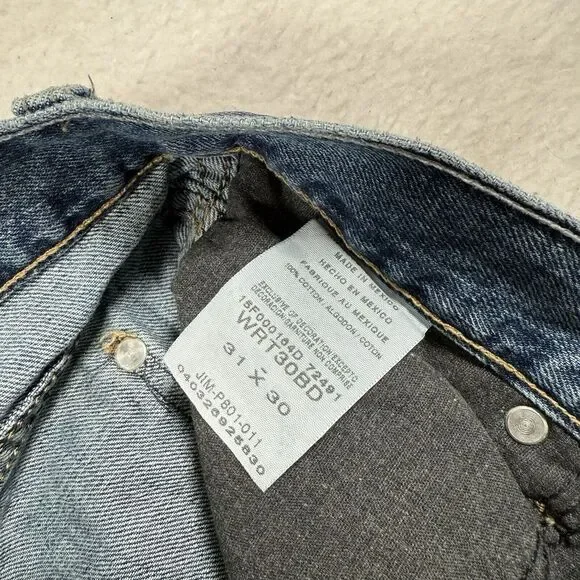 MADE IN MEXICO
HECHO EN MEXICO
FABRIQUE AU MEXIQUE
100% COTTON/ALGODON/COTON
EXCLUSIVE OF DECORATION EXCEPTO
DECORACION/GARNITURE NON COMPRISE
15F000164D 72491
WRT30BD
31 X 30
JIM-P801-011
040326925830